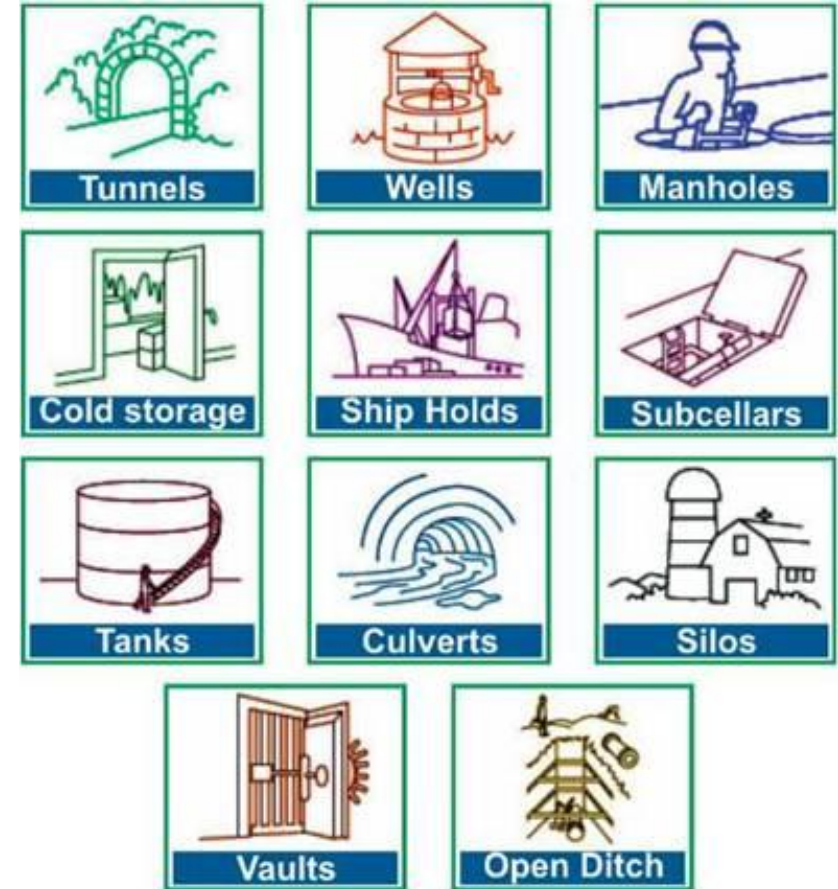 Tunnels
Wells
Manholes
Cold storage
Ship Holds
Subcellars
Tanks
Culverts
Silos
Vaults
Open Ditch